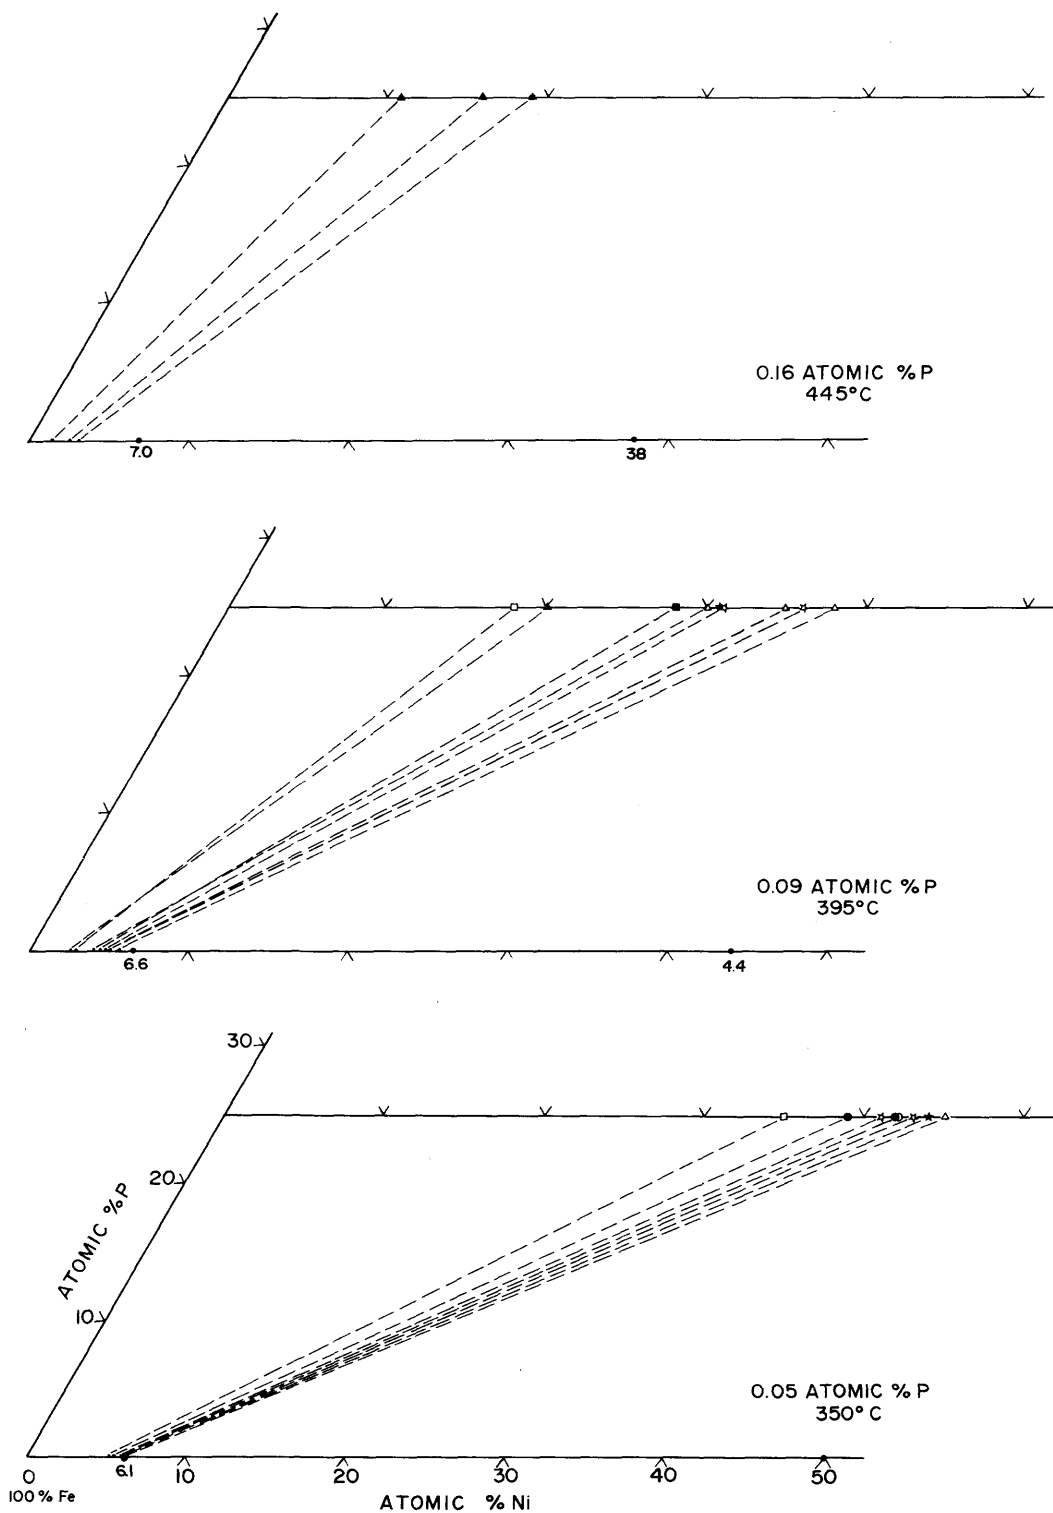 0.16 ATOMIC %P
445°C
7.0
38
0.09 ATOMIC %P
395°C
6.6
4.4
30
20
ATOMIC %P
10
0.05 ATOMIC %P
350°C
0
6.1
10
20
30
40
50
100% Fe
ATOMIC % Ni